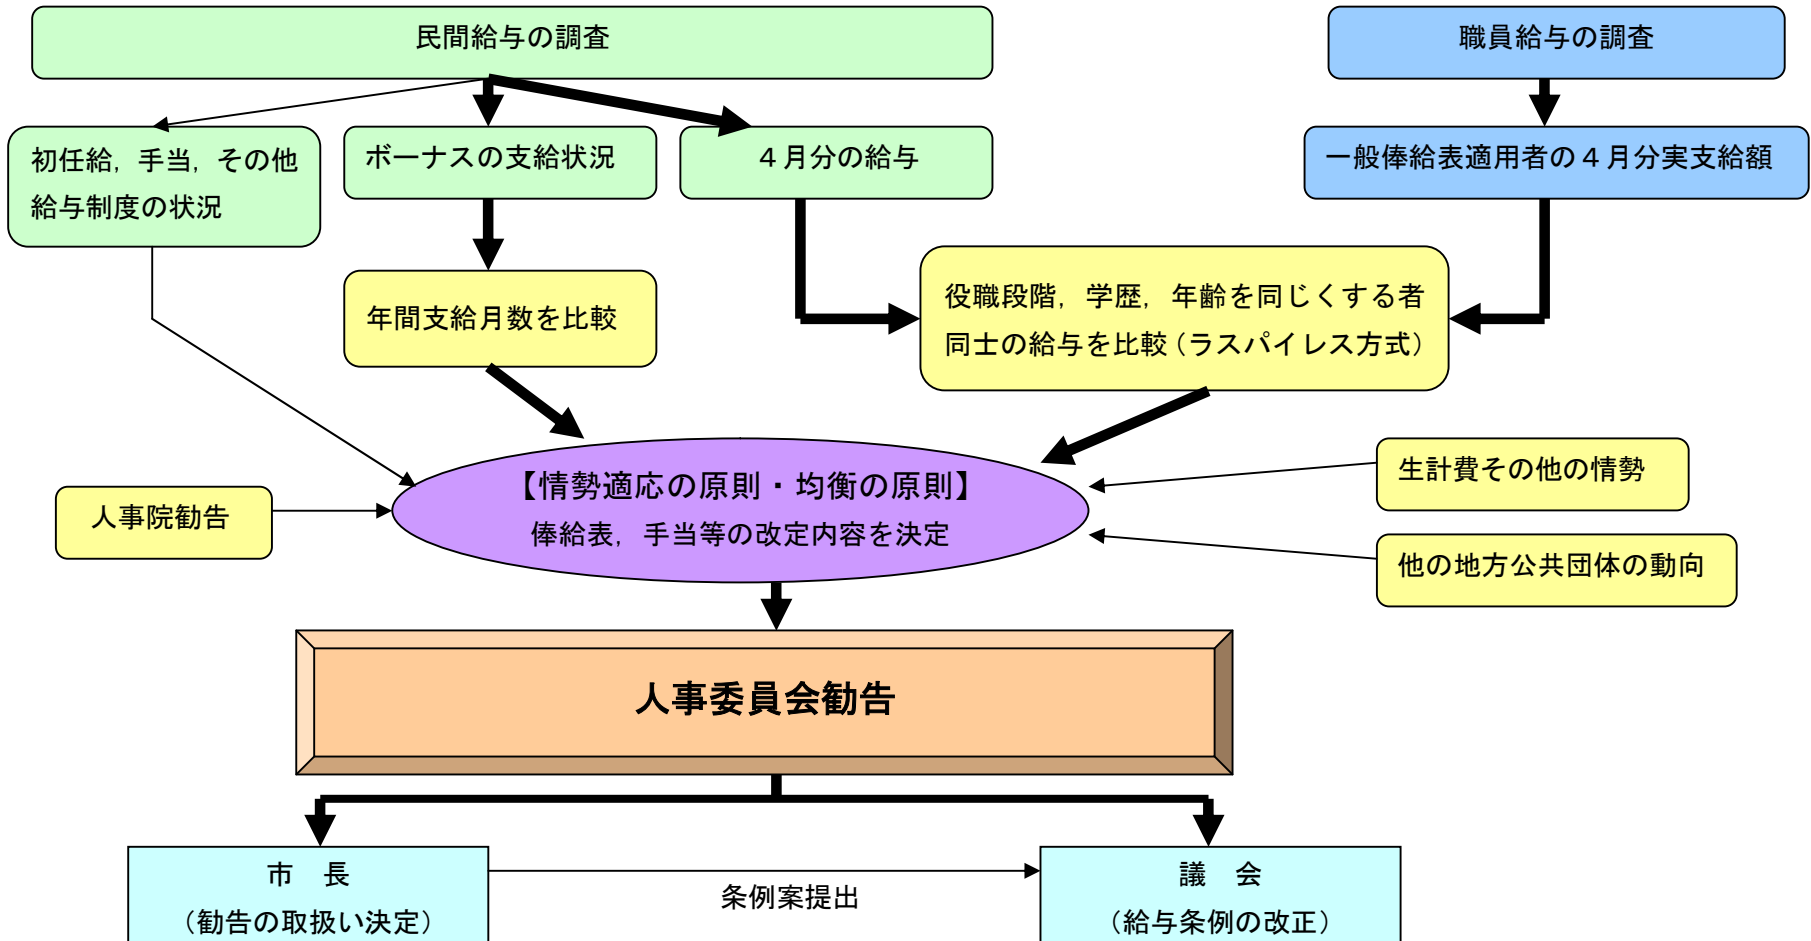 民間給与の調査
職員給与の調査
初任給，手当，その他
給与制度の状況
ボーナスの支給状況
４月分の給与
一般俸給表適用者の４月分実支給額
年間支給月数を比較
役職段階，学歴，年齢を同じくする者
同士の給与を比較（ラスパイレス方式）
【情勢適応の原則・均衡の原則】
俸給表，手当等の改定内容を決定
人事院勧告
生計費その他の情勢
他の地方公共団体の動向
人事委員会勧告
市　長
（勧告の取扱い決定）
条例案提出
議　会
（給与条例の改正）